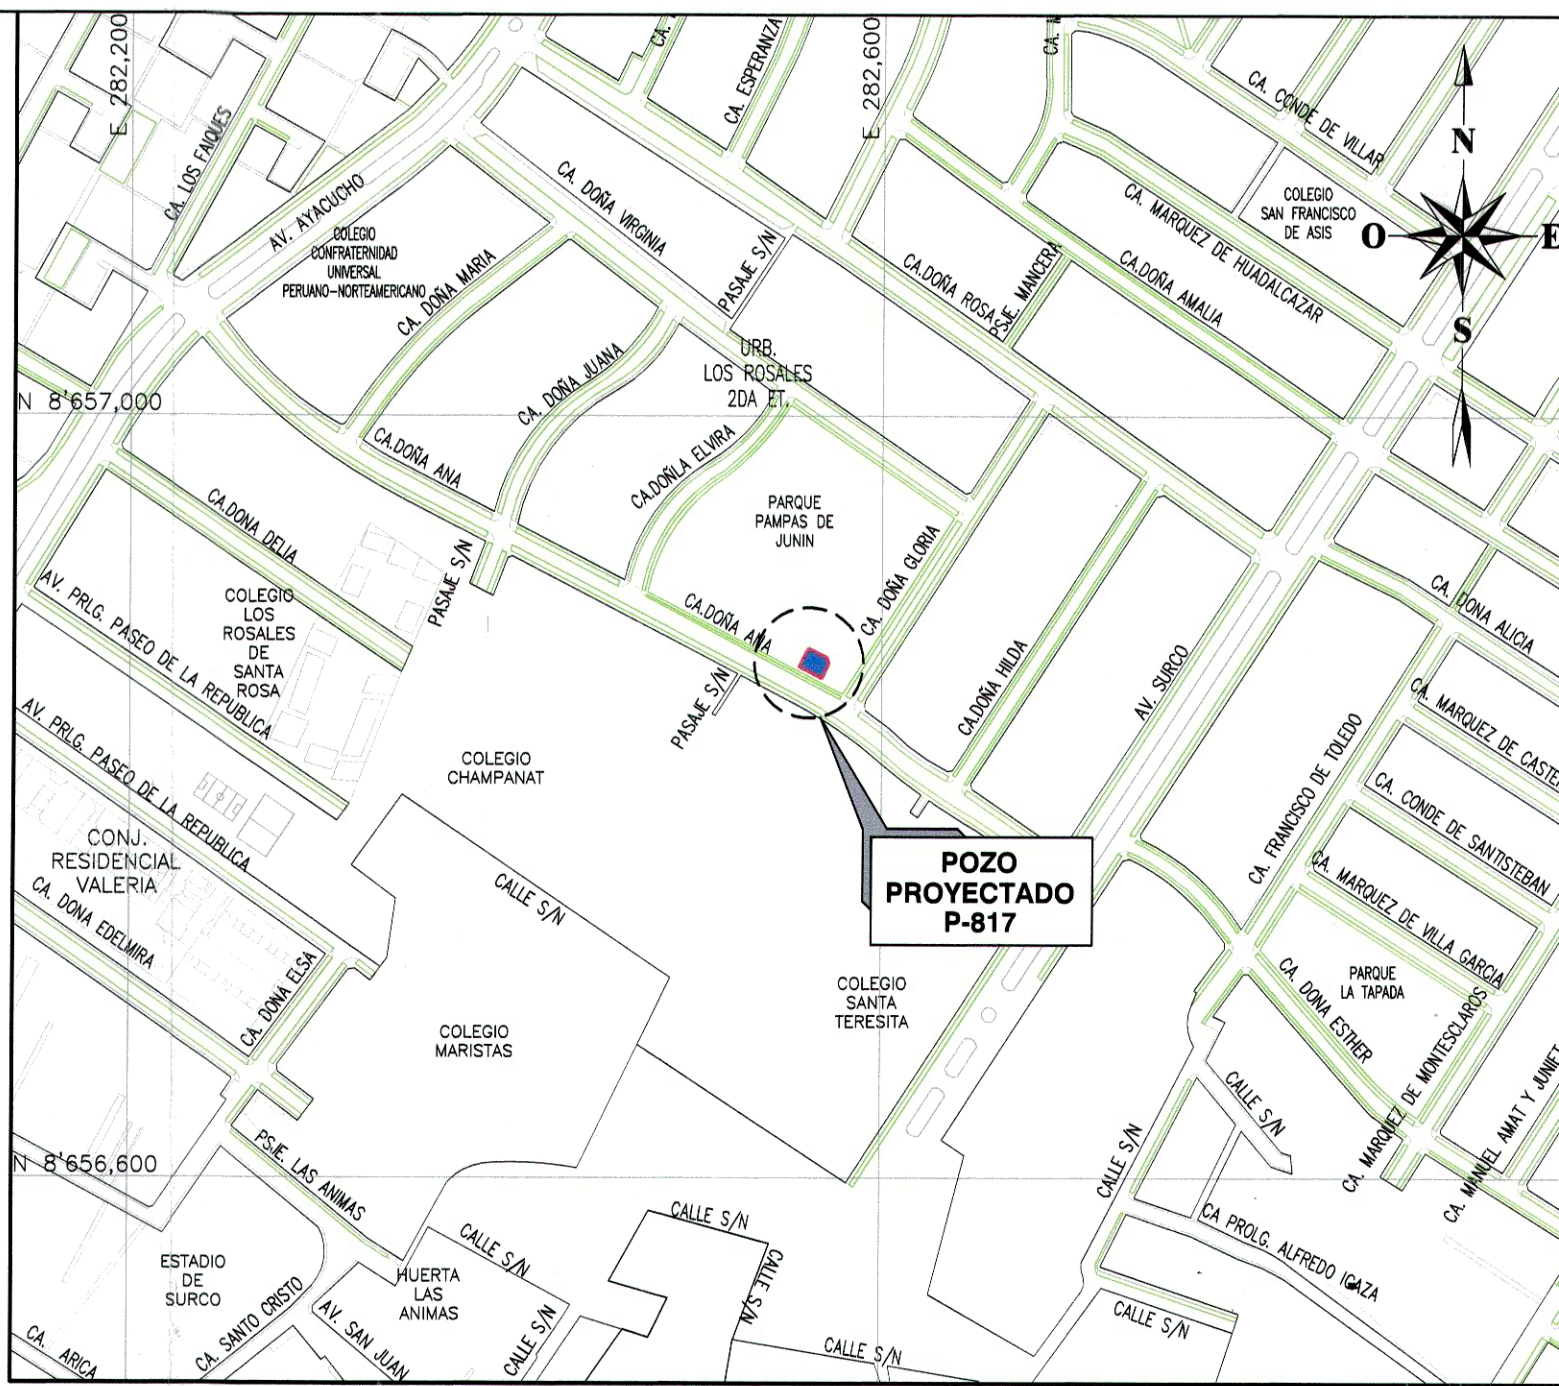 E 282,200
E 282,600
CA. ESPERANZA
CA. CONDE DE VILLAR
N
CA. LOS FAIQUES
AV. AYACUCHO
CA. DOÑA VIRGINIA
COLEGIO
SAN FRANCISCO
DE ASIS
CA. MARQUEZ DE HUADALCAZAR
O
E
COLEGIO
CONFRATERNIDAD
UNIVERSAL
PERUANO-NORTEAMERICANO
CA. DOÑA MARIA
PASAJE S/N
CA.DOÑA ROSA
PSJE. MANCERA
CA.DOÑA AMALIA
S
URB.
LOS ROSALES
2DA ET.
CA. DOÑA JUANA
N 8'657,000
CA.DOÑA ANA
CA.DOÑLA ELVIRA
CA.DONA DELIA
PARQUE
PAMPAS DE
JUNIN
CA. DOÑA GLORIA
PASAJE S/N
AV. PRLG. PASEO DE LA REPUBLICA
COLEGIO
LOS
ROSALES
DE
SANTA
ROSA
CA.DOÑA ANA
CA. DONA ALICIA
CA.DOÑA HILDA
AV. SURCO
PASAJE S/N
CA. MARQUEZ DE CASTE
AV. PRLG. PASEO DE LA REPUBLICA
COLEGIO
CHAMPANAT
CA. FRANCISCO DE TOLEDO
CA. CONDE DE SANTISTEBAN
CONJ.
RESIDENCIAL
VALERIA
POZO
PROYECTADO
P-817
CA. MARQUEZ DE VILLA GARCIA
CA. DONA EDELMIRA
CALLE S/N
CA. DONA ELSA
COLEGIO
SANTA
TERESITA
PARQUE
LA TAPADA
CA. DONA ESTHER
COLEGIO
MARISTAS
CA. MARQUEZ DE MONTESCLAROS
CA. MANUEL AMAT Y JUNIET
CALLE S/N
N 8'656,600
PSJE. LAS ANIMAS
CALLE S/N
CALLE S/N
CALLE S/N
CA PROLG. ALFREDO IGAZA
ESTADIO
DE
SURCO
HUERTA
LAS
ANIMAS
CALLE S/N
CALLE S/N
CA. SANTO CRISTO
AV. SAN JUAN
CALLE S/N
CALLE S/N
CALLE S/N
CA. ARICA